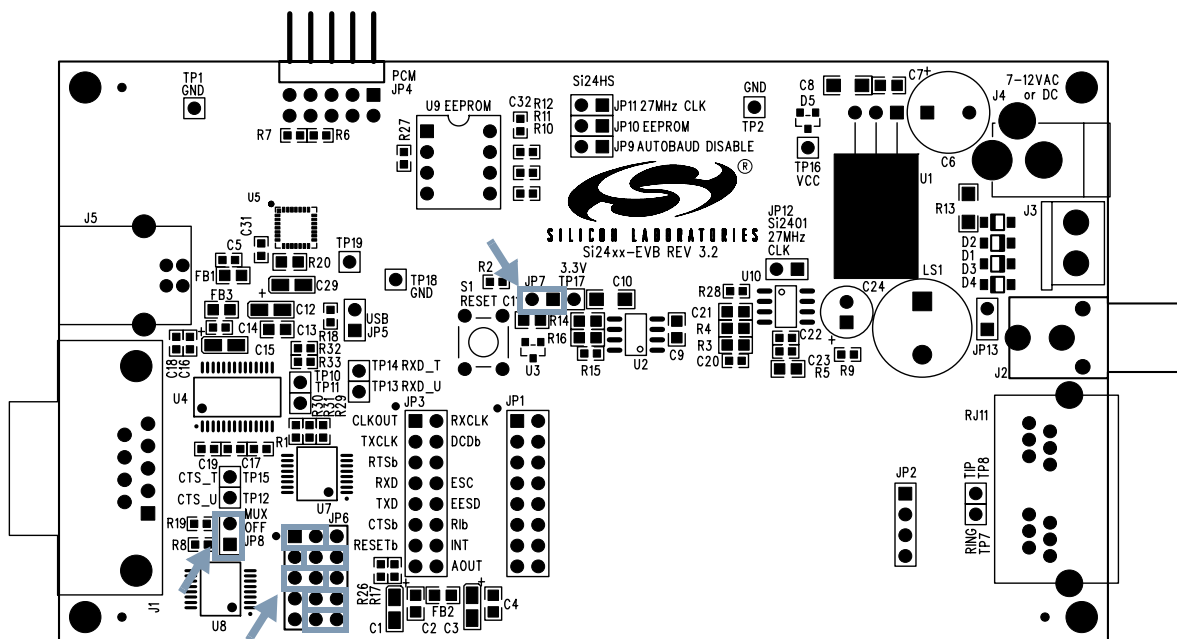 TP1
GND
PCM
JP4
R7
R6
U9 EEPROM
R27
C32
R12
R11
R10
Si24HS
JP11 27MHz CLK
JP10 EEPROM
JP9 AUTOBAUD DISABLE
GND
TP2
C8
D5
TP16
VCC
C7
+
C6
7-12VAC
or DC
J4
U1
R13
J3
®
SILICON LABORATORIES
Si24xx-EVB REV 3.2
JP12
Si2401
27MHz
CLK
D2
D1
D3
D4
J5
U5
C31
C5
FB1
R20
C29
TP19
TP18
GND
FB3
+
C12
C14
C13
R18
USB
JP5
+
C15
C18
C16
R32
R33
TP10
TP11
TP14 RXD_T
TP13 RXD_U
R2
S1
RESET
C11
JP7
3.3V
TP17
C10
R14
R16
R15
U3
U2
C9
U10
R28
C21
R4
R3
C20
C22
C23
R5
+
R9
C24
LS1
JP13
J2
U4
R1
R30
R31
R29
C19
C17
CTS_T
TP15
CTS_U
TP12
MUX
OFF
JP8
R19
R8
J1
U8
U7
JP6
JP3
JP1
CLKOUT
RXCLK
TXCLK
DCDb
RTSb
RXD
ESC
TXD
EESD
CTSb
RIb
RESETb
INT
AOUT
R26
R17
C1
+
C2
FB2
C3
+
C4
JP2
RJ11
TIP
TP8
RING
TP7